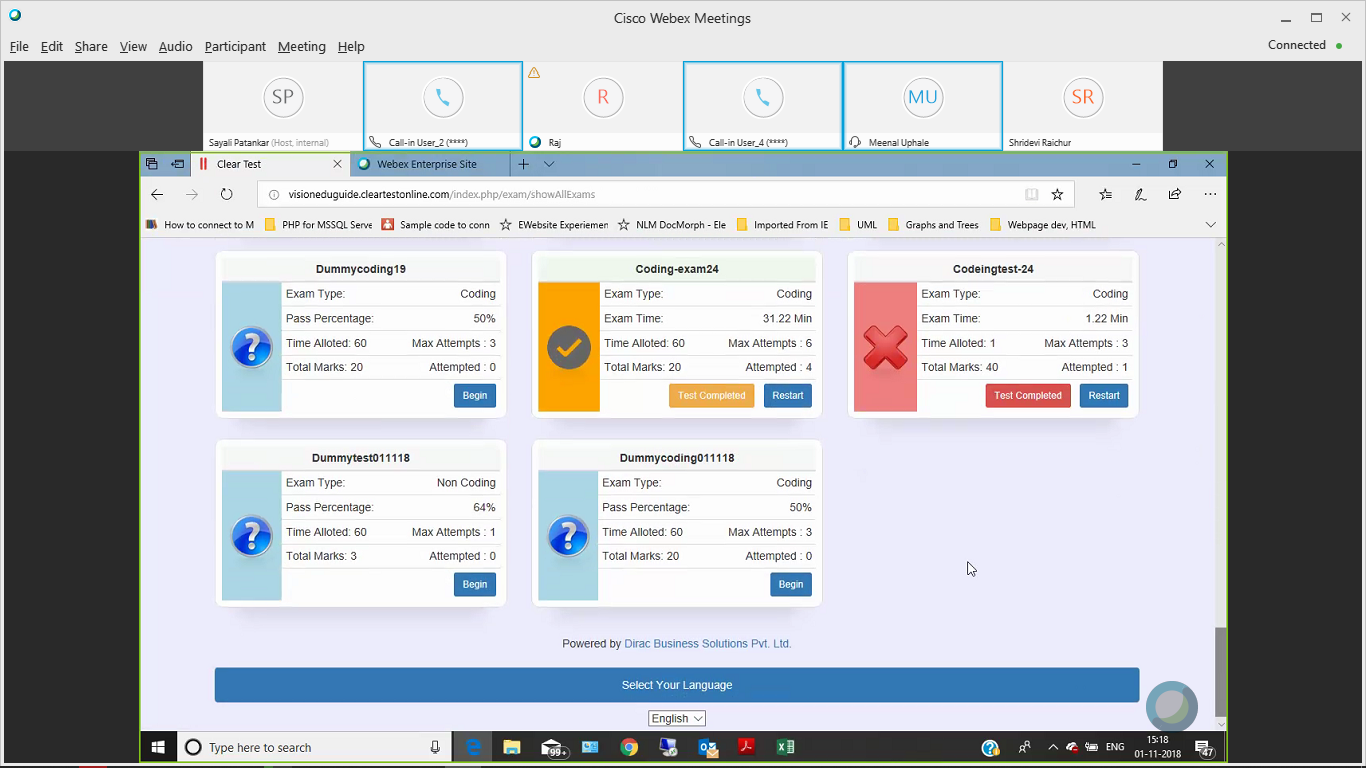 Cisco Webex Meetings
File Edit Share View Audio Participant Meeting Help
Connected
SP
R
MU
SR
Sayali Patankar (Host, internal)
Call-in User_2 (****)
Raj
Call-in User_4 (****)
Meenal Uphale
Shridevi Raichur
Clear Test
Webex Enterprise Site
visioneduguide.cleartestonline.com/index.php/exam/showAllExams
How to connect to M
PHP for MSSQL Serve
Sample code to conn
EWebsite Experiemen
NLM DocMorph - Ele
Imported From IE
UML
Graphs and Trees
Webpage dev, HTML
Dummycoding19
Exam Type: Coding
Pass Percentage: 50%
Time Alloted: 60 Max Attempts : 3
Total Marks: 20 Attempted : 0
Begin
Coding-exam24
Exam Type: Coding
Exam Time: 31.22 Min
Time Alloted: 60 Max Attempts : 6
Total Marks: 20 Attempted : 4
Test Completed Restart
Codeingtest-24
Exam Type: Coding
Exam Time: 1.22 Min
Time Alloted: 1 Max Attempts : 3
Total Marks: 40 Attempted : 1
Test Completed Restart
Dummytest011118
Exam Type: Non Coding
Pass Percentage: 64%
Time Alloted: 60 Max Attempts : 1
Total Marks: 3 Attempted : 0
Begin
Dummycoding011118
Exam Type: Coding
Pass Percentage: 50%
Time Alloted: 60 Max Attempts : 3
Total Marks: 20 Attempted : 0
Begin
Powered by Dirac Business Solutions Pvt. Ltd.
Select Your Language
English
Type here to search
99+
ENG
15:18
01-11-2018
47